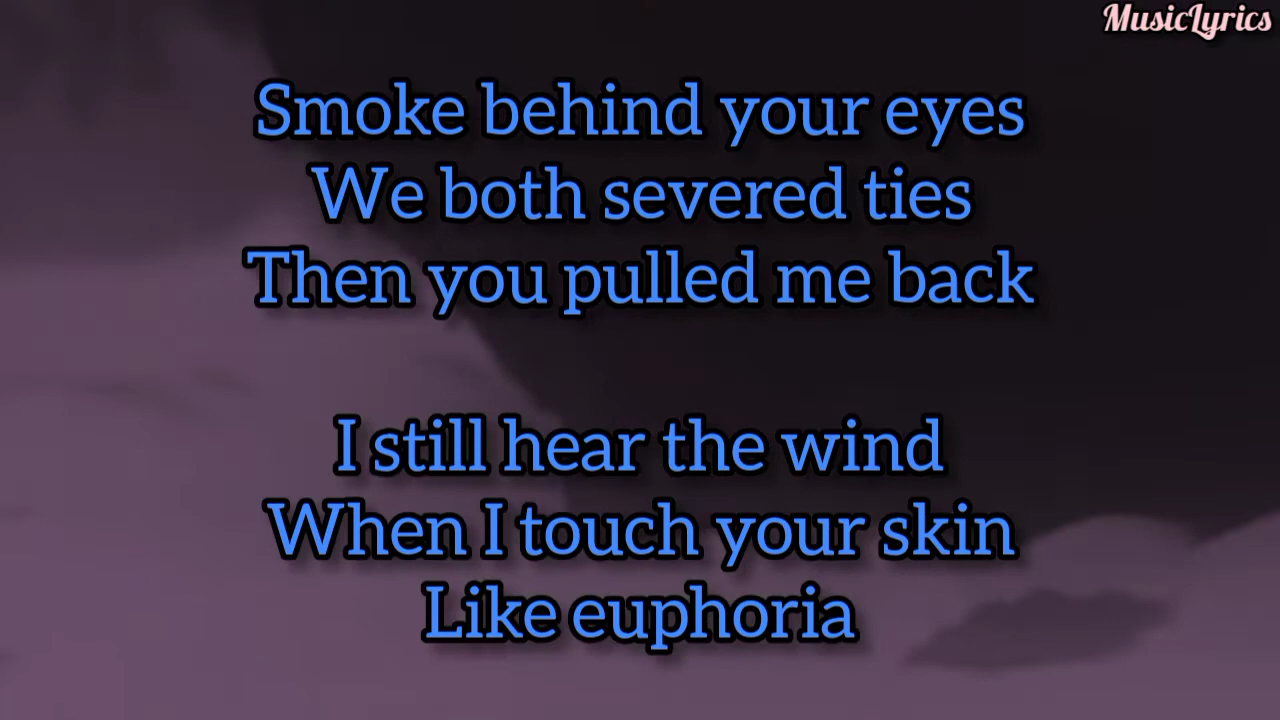 MusicLyrics
Smoke behind your eyes
We both severed ties
Then you pulled me back
I still hear the wind
When I touch your skin
Like euphoria